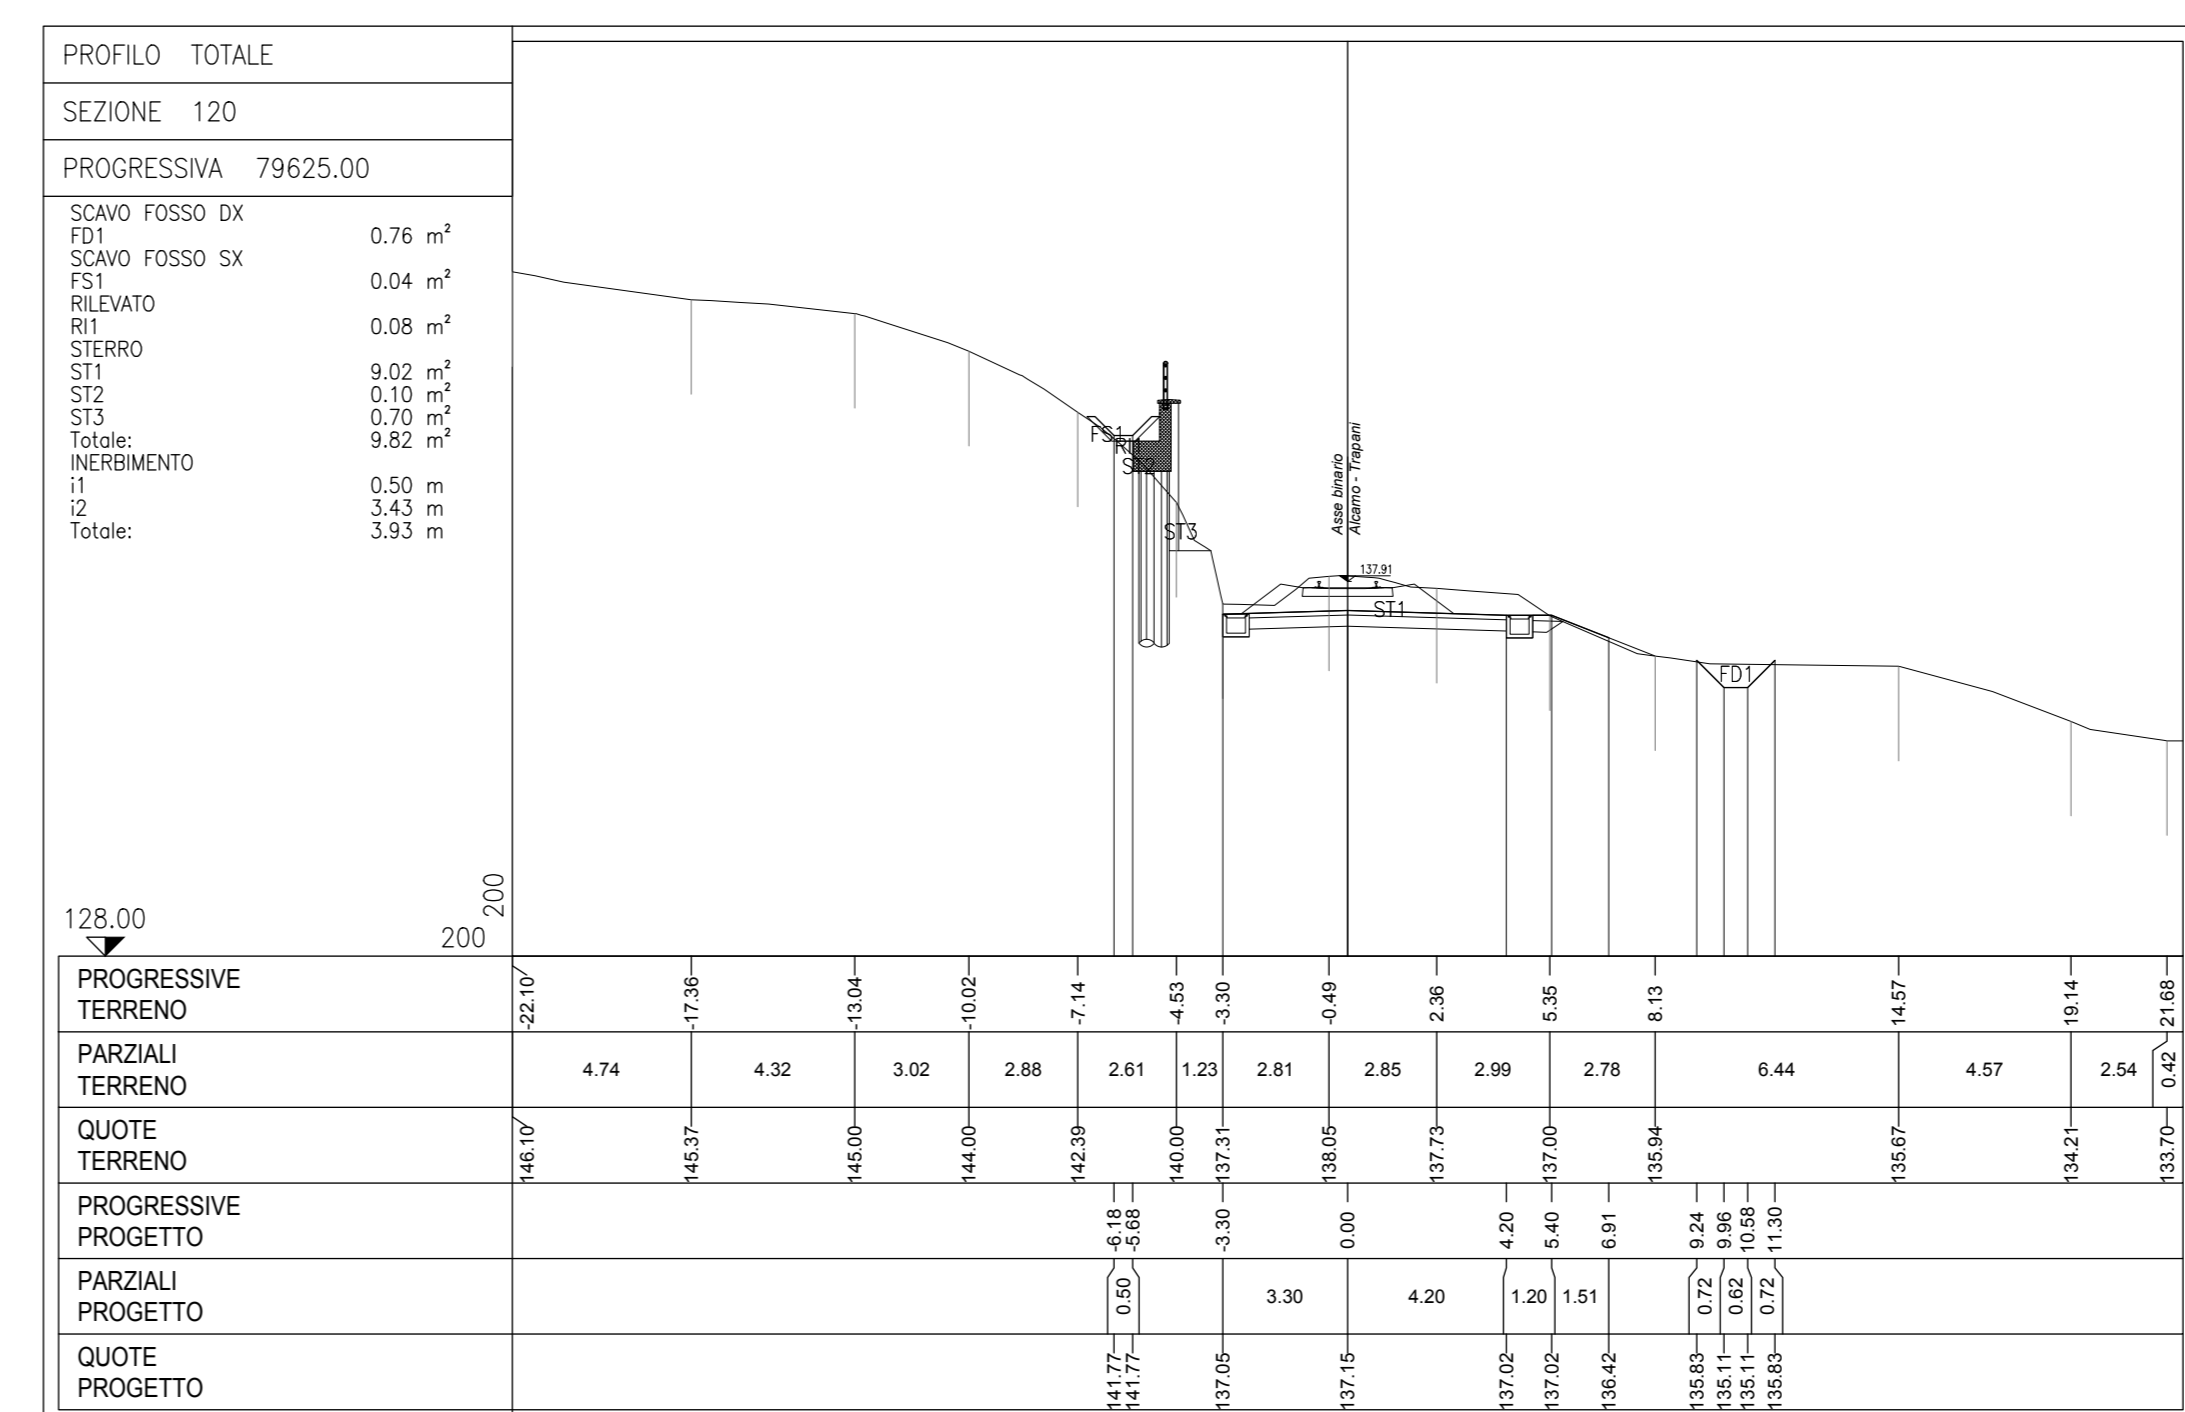 PROFILO TOTALE
SEZIONE 120
PROGRESSIVA 79625.00
SCAVO FOSSO DX
FD1 0.76 m²
SCAVO FOSSO SX
FS1 0.04 m²
RILEVATO
RI1 0.08 m²
STERRO
ST1 9.02 m²
ST2 0.10 m²
ST3 0.70 m²
Totale: 9.82 m²
INERBIMENTO
i1 0.50 m
i2 3.43 m
Totale: 3.93 m
128.00
200
200
FS1
RI1
ST2
ST3
Asse binario
Alcamo - Trapani
137.91
ST1
FD1
PROGRESSIVE
TERRENO
-22.10 -17.36 -13.04 -10.02 -7.14 -4.53 -3.30 -0.49 2.36 5.35 8.13 14.57 19.14 21.68
PARZIALI
TERRENO
4.74 4.32 3.02 2.88 2.61 1.23 2.81 2.85 2.99 2.78 6.44 4.57 2.54 0.42
QUOTE
TERRENO
146.10 145.37 145.00 144.00 142.39 140.00 137.31 138.05 137.73 137.00 135.94 135.67 134.21 133.70
PROGRESSIVE
PROGETTO
-6.18 -5.68 -3.30 0.00 4.20 5.40 6.91 9.24 9.96 10.58 11.30
PARZIALI
PROGETTO
0.50 3.30 4.20 1.20 1.51 0.72 0.62 0.72
QUOTE
PROGETTO
141.77 141.77 137.05 137.15 137.02 137.02 136.42 135.83 135.11 135.11 135.83